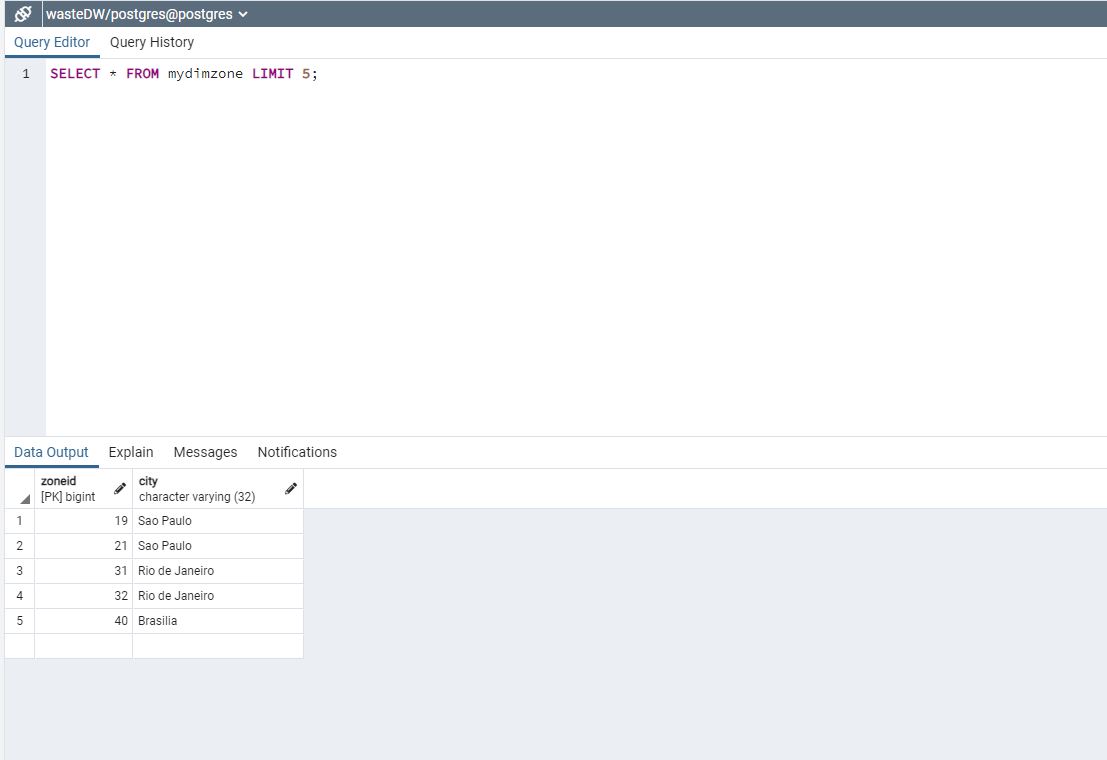 wasteDW/postgres@postgres
Query Editor Query History
1 SELECT * FROM mydimzone LIMIT 5;
Data Output Explain Messages Notifications
zoneid city
[PK] bigint character varying (32)
1 19 Sao Paulo
2 21 Sao Paulo
3 31 Rio de Janeiro
4 32 Rio de Janeiro
5 40 Brasilia